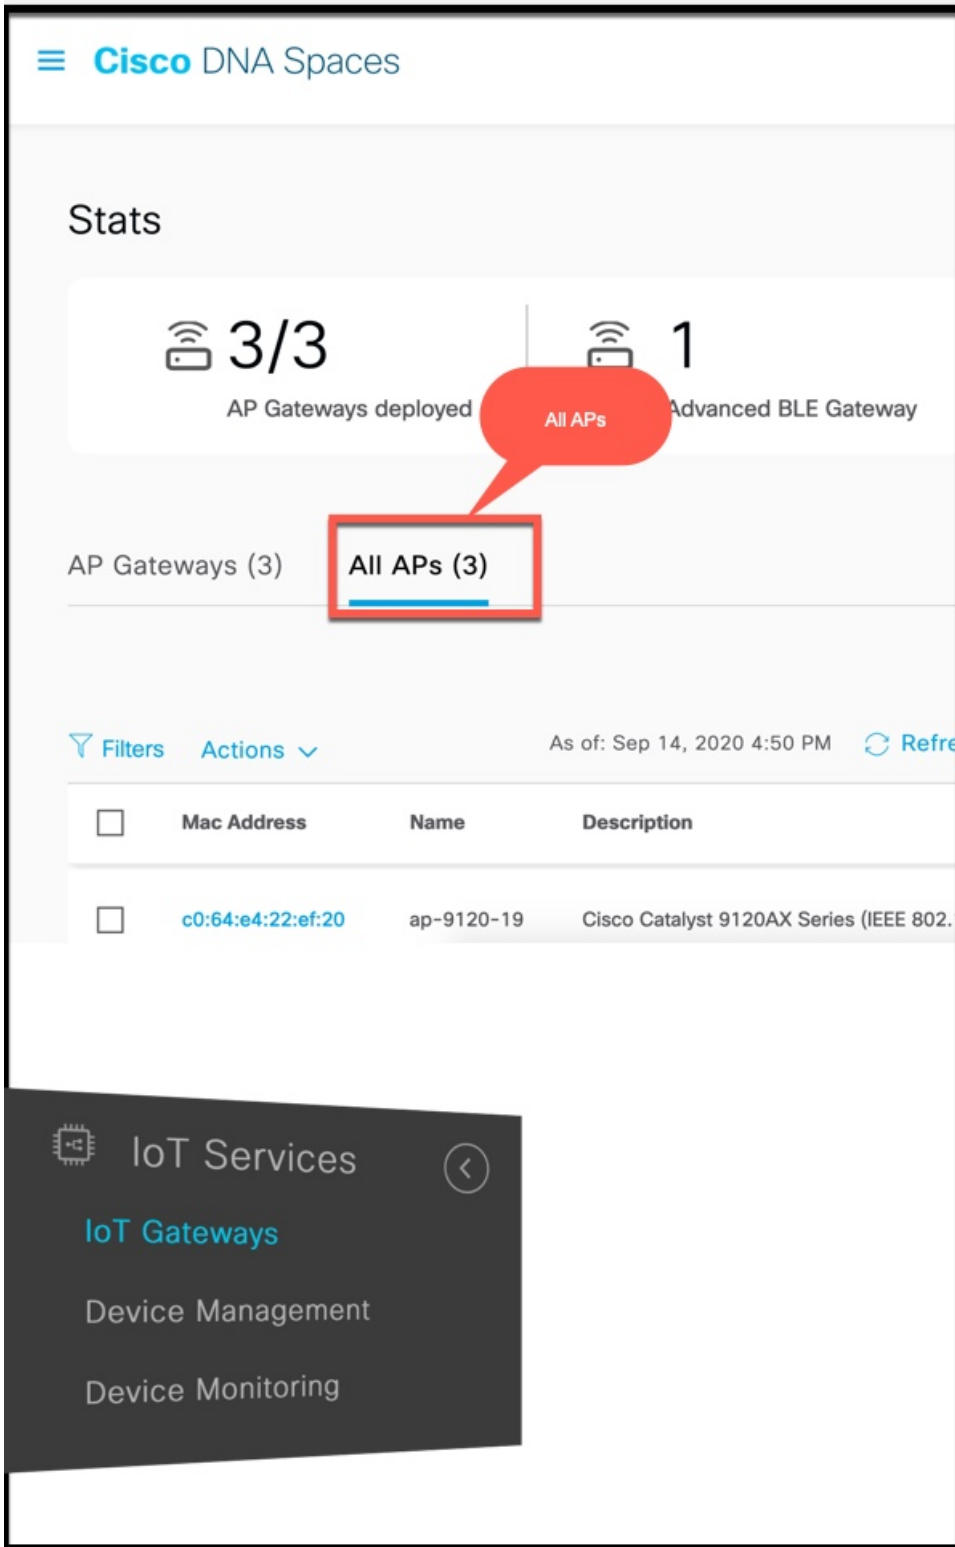 Cisco DNA Spaces
Stats
3/3
AP Gateways deployed
1
Advanced BLE Gateway
All APs
AP Gateways (3)
All APs (3)
Filters
Actions
As of: Sep 14, 2020 4:50 PM
Refre
Mac Address Name Description
c0:64:e4:22:ef:20 ap-9120-19 Cisco Catalyst 9120AX Series (IEEE 802.
IoT Services
IoT Gateways
Device Management
Device Monitoring